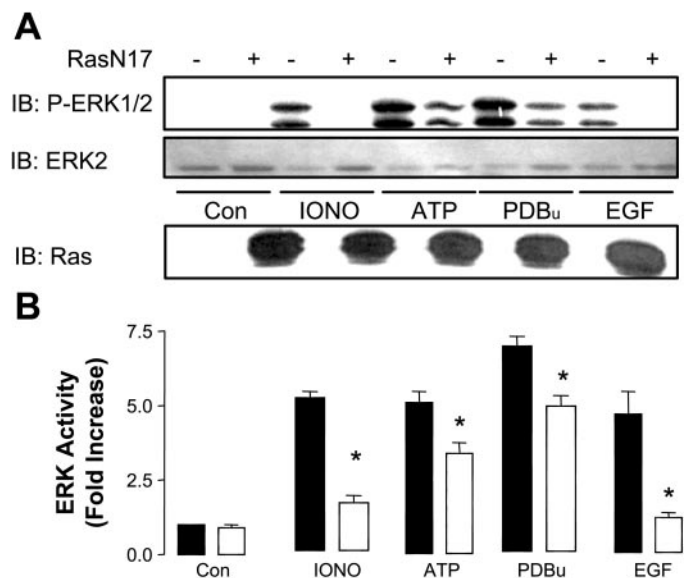 A
RasN17 - + - + - + - + - +
IB: P-ERK1/2
IB: ERK2
Con IONO ATP PDBu EGF
IB: Ras
B
ERK Activity
(Fold Increase)
7.5
5.0
2.5
0.0
* * * *
Con IONO ATP PDBu EGF